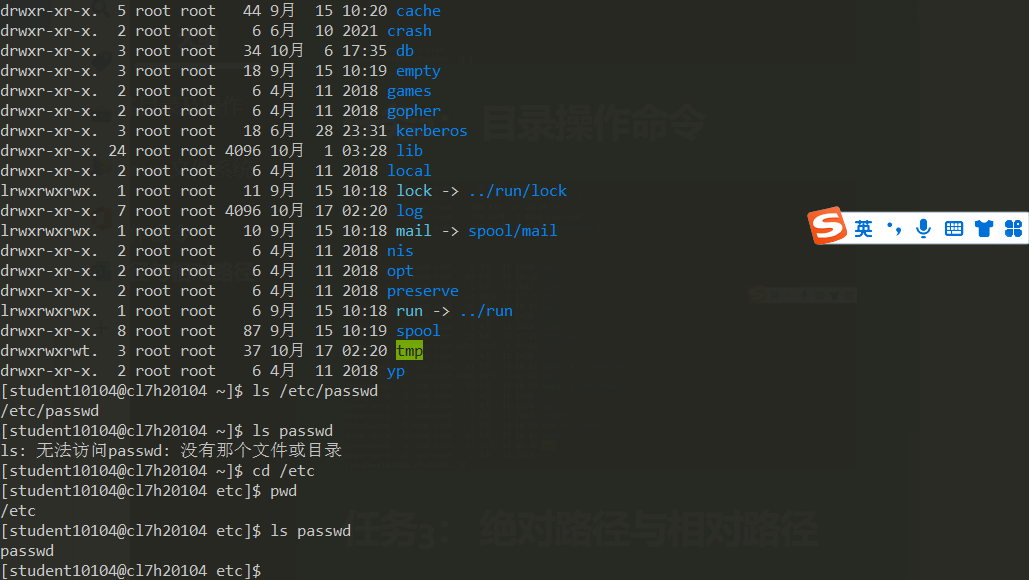 drwxr-xr-x.  5 root root   44 9月  15 10:20 cache
drwxr-xr-x.  2 root root    6 6月  10 2021 crash
drwxr-xr-x.  3 root root   34 10月  6 17:35 db
drwxr-xr-x.  3 root root   18 9月  15 10:19 empty
drwxr-xr-x.  2 root root    6 4月  11 2018 games
drwxr-xr-x.  2 root root    6 4月  11 2018 gopher
drwxr-xr-x.  3 root root   18 6月  28 23:31 kerberos
drwxr-xr-x. 24 root root 4096 10月  1 03:28 lib
drwxr-xr-x.  2 root root    6 4月  11 2018 local
lrwxrwxrwx.  1 root root   11 9月  15 10:18 lock -> ../run/lock
drwxr-xr-x.  7 root root 4096 10月 17 02:20 log
lrwxrwxrwx.  1 root root   10 9月  15 10:18 mail -> spool/mail
drwxr-xr-x.  2 root root    6 4月  11 2018 nis
drwxr-xr-x.  2 root root    6 4月  11 2018 opt
drwxr-xr-x.  2 root root    6 4月  11 2018 preserve
lrwxrwxrwx.  1 root root    6 9月  15 10:18 run -> ../run
drwxr-xr-x.  8 root root   87 9月  15 10:19 spool
drwxrwxrwt.  3 root root   37 10月 17 02:20 tmp
drwxr-xr-x.  2 root root    6 4月  11 2018 yp
[student10104@cl7h20104 ~]$ ls /etc/passwd
/etc/passwd
[student10104@cl7h20104 ~]$ ls passwd
ls: 无法访问passwd: 没有那个文件或目录
[student10104@cl7h20104 ~]$ cd /etc
[student10104@cl7h20104 etc]$ pwd
/etc
[student10104@cl7h20104 etc]$ ls passwd
passwd
[student10104@cl7h20104 etc]$
目录操作命令
任务3： 绝对路径与相对路径
S 英